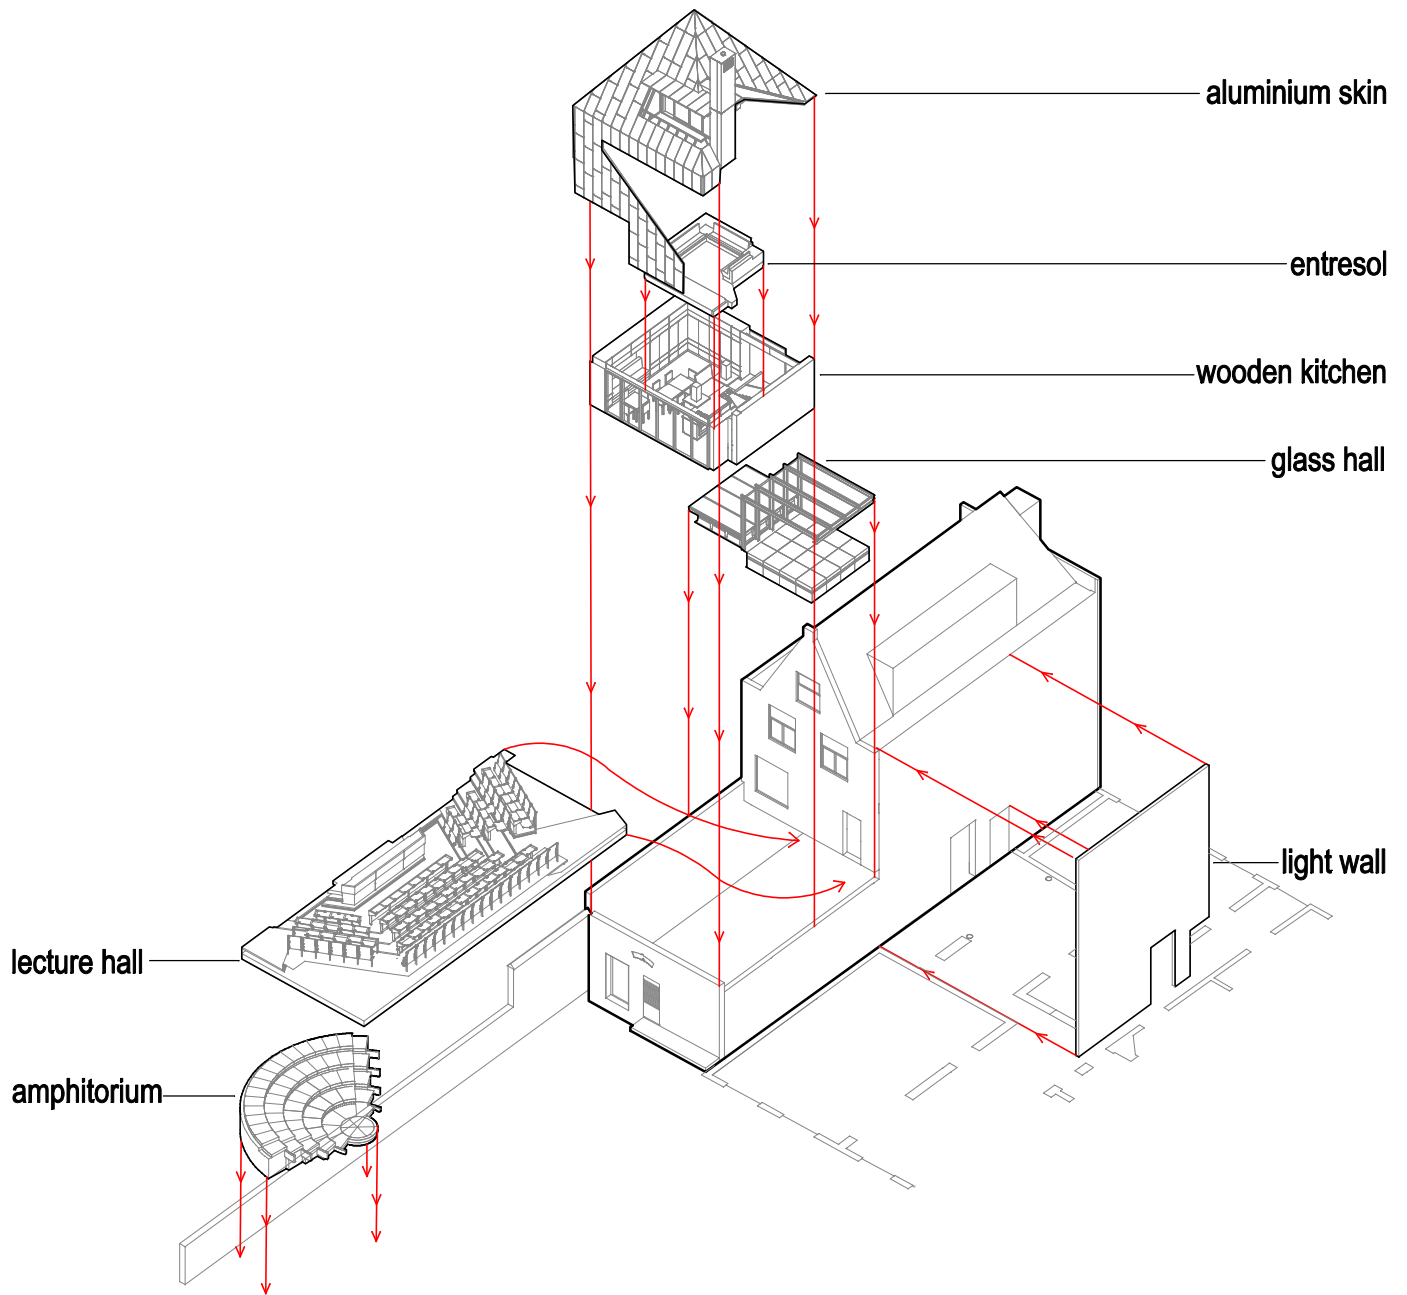 aluminium skin
entresol
wooden kitchen
glass hall
light wall
lecture hall
amphitorium